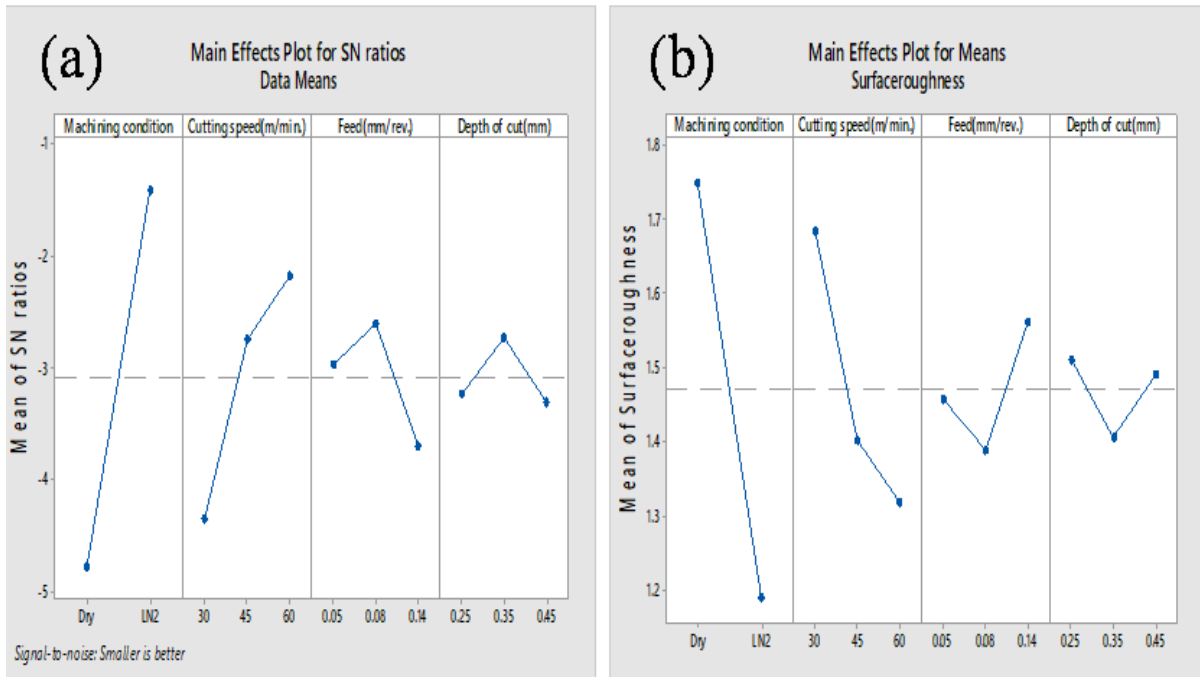 (a)
Main Effects Plot for SN ratios
Data Means
Machining condition Cutting speed(m/min.) Feed(mm/rev.) Depth of cut(mm)
-1
-2
-3
-4
-5
Mean of SN ratios
Dry LN2 30 45 60 0.05 0.08 0.14 0.25 0.35 0.45
Signal-to-noise: Smaller is better
(b)
Main Effects Plot for Means
Surfaceroughness
Machining condition Cutting speed(m/min.) Feed(mm/rev.) Depth of cut(mm)
1.8
1.7
1.6
1.5
1.4
1.3
1.2
Mean of Surfaceroughness
Dry LN2 30 45 60 0.05 0.08 0.14 0.25 0.35 0.45